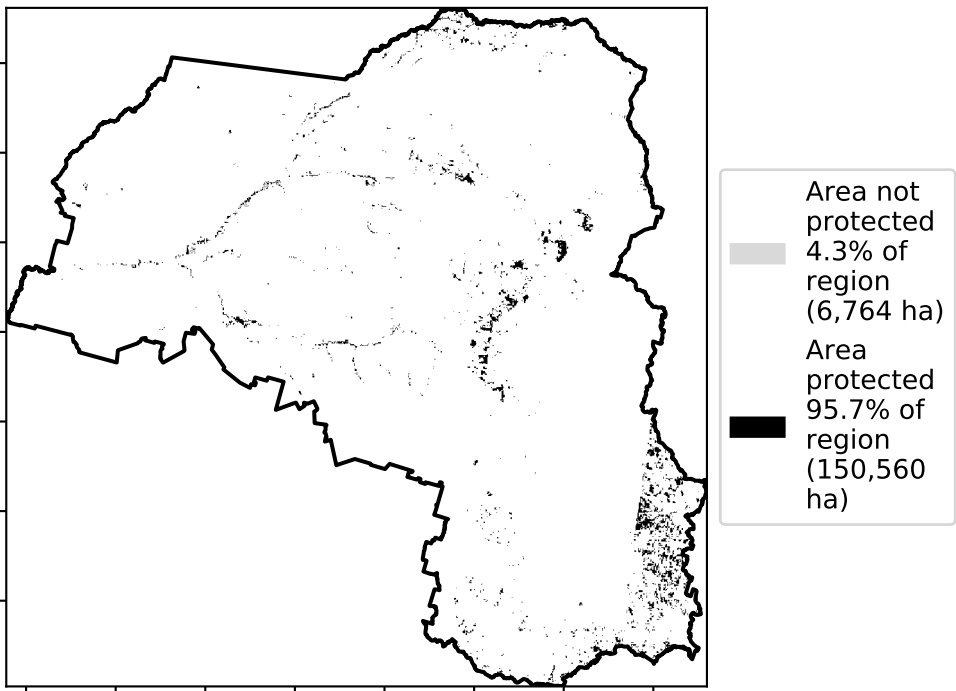 Area not
protected
4.3% of
region
(6,764 ha)
Area
protected
95.7% of
region
(150,560
ha)